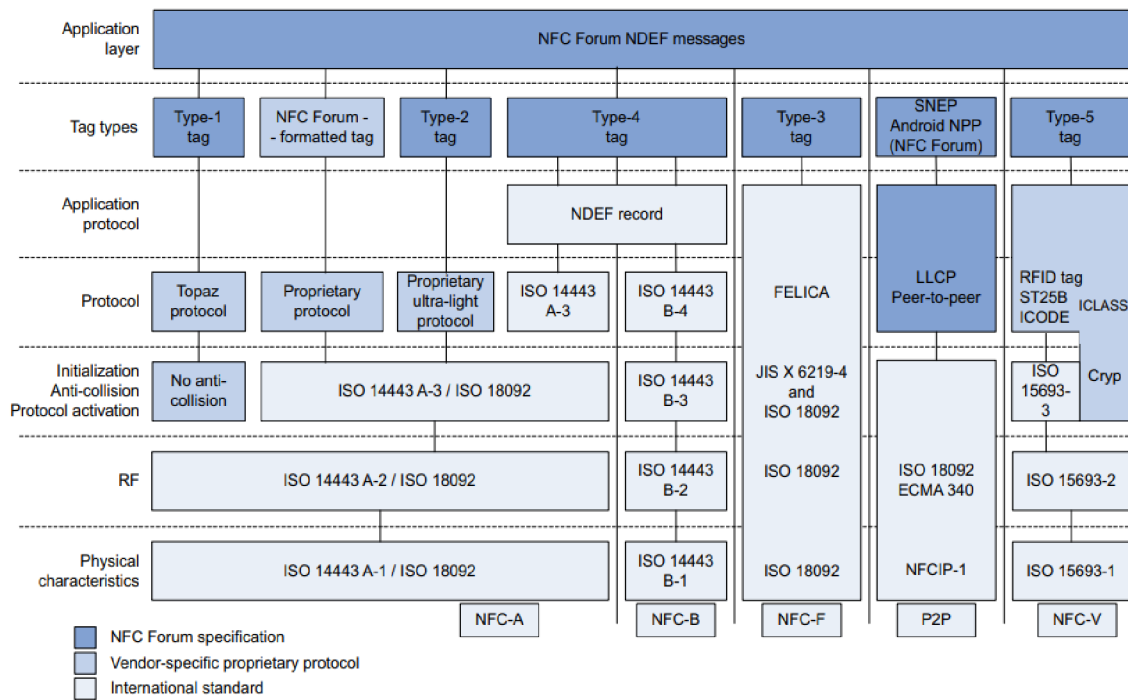 Application
layer
NFC Forum NDEF messages
Tag types
Type-1
tag
NFC Forum -
- formatted tag
Type-2
tag
Type-4
tag
Type-3
tag
SNEP
Android NPP
(NFC Forum)
Type-5
tag
Application
protocol
NDEF record
Protocol
Topaz
protocol
Proprietary
protocol
Proprietary
ultra-light
protocol
ISO 14443
A-3
ISO 14443
B-4
FELICA
LLCP
Peer-to-peer
RFID tag
ST25B
ICODE
ICLASS
Initialization
Anti-collision
Protocol activation
No anti-
collision
ISO 14443 A-3 / ISO 18092
ISO 14443
B-3
JIS X 6219-4
and
ISO 18092
ISO
15693-
3
Cryp
RF
ISO 14443 A-2 / ISO 18092
ISO 14443
B-2
ISO 18092
ISO 18092
ECMA 340
ISO 15693-2
Physical
characteristics
ISO 14443 A-1 / ISO 18092
ISO 14443
B-1
ISO 18092
NFCIP-1
ISO 15693-1
NFC-A
NFC-B
NFC-F
P2P
NFC-V
NFC Forum specification
Vendor-specific proprietary protocol
International standard